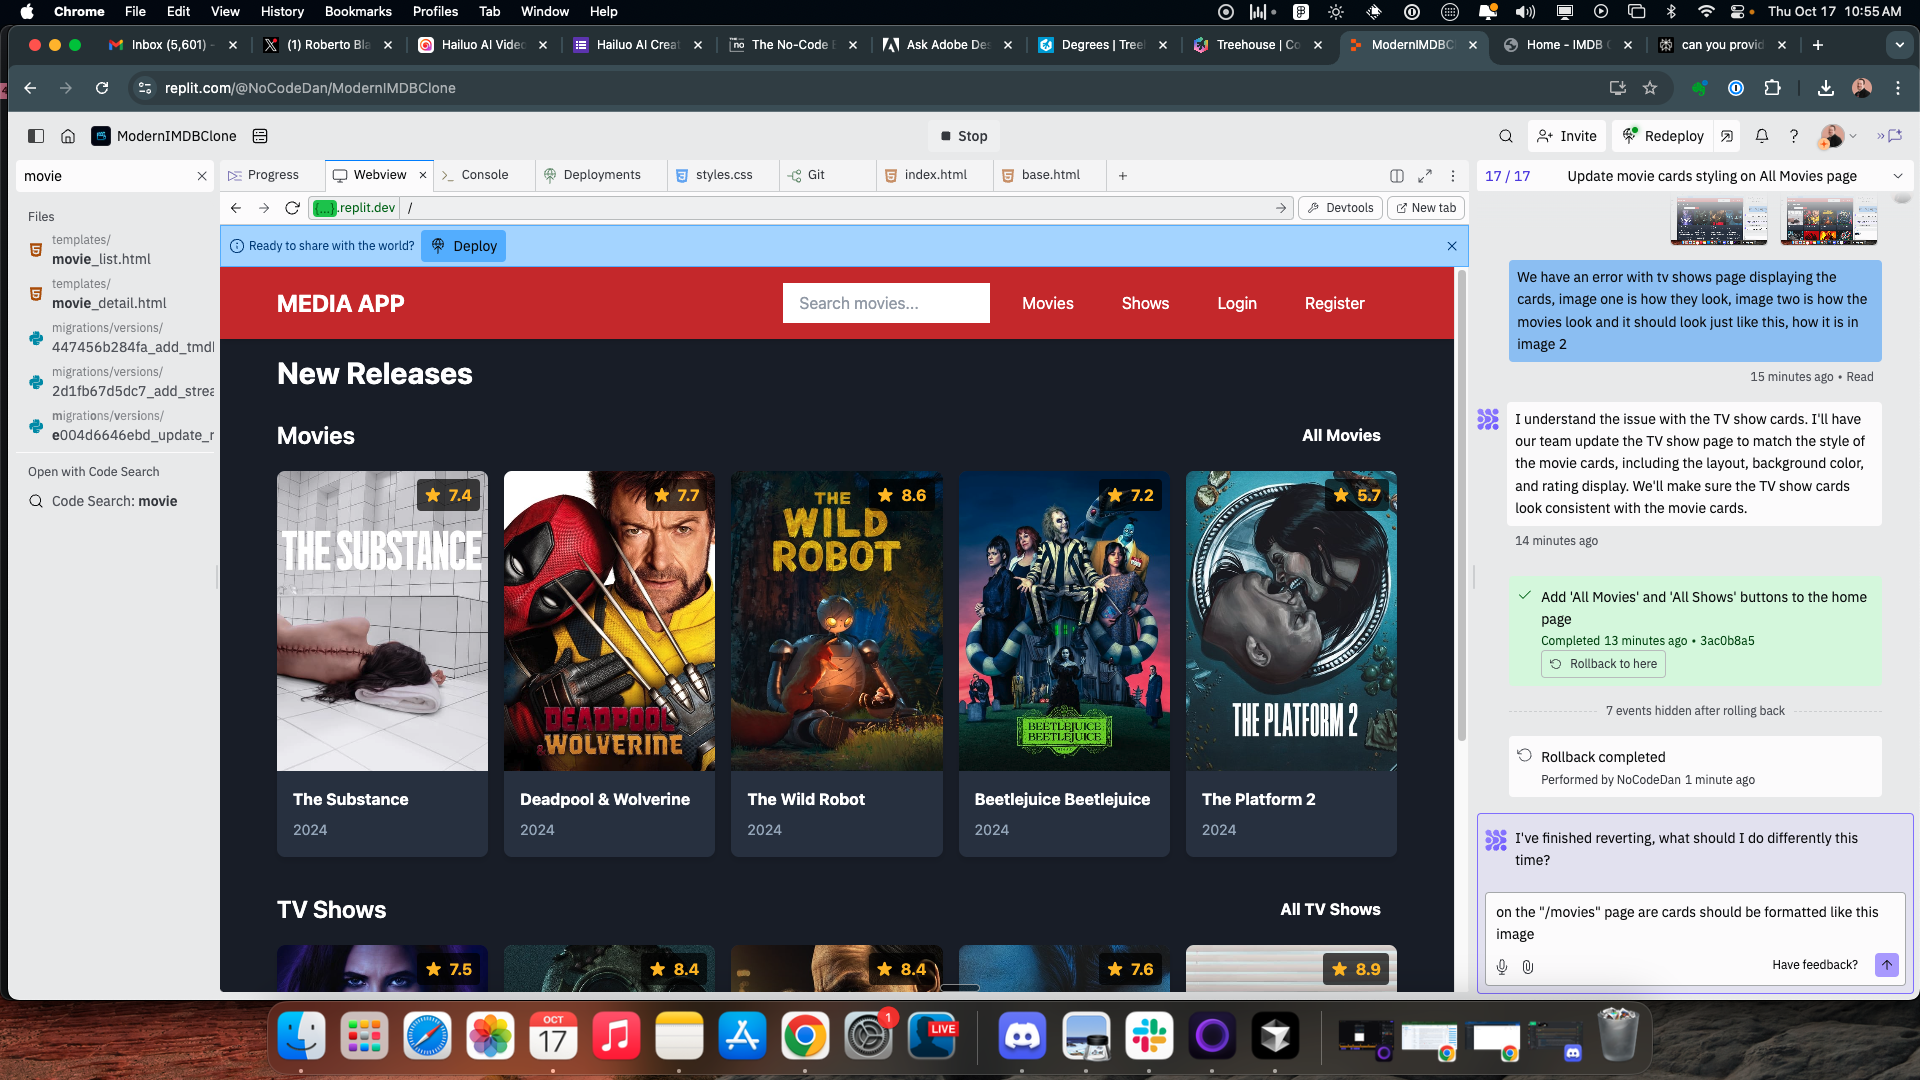 Chrome File Edit View History Bookmarks Profiles Tab Window Help Thu Oct 17 10:55 AM
Inbox (5,601) - (1) Roberto Bla Hailuo AI Video Hailuo AI Creat The No-Code Ask Adobe De Degrees | Tree Treehouse | Co ModernIMDBC Home - IMDB can you provid
replit.com/@NoCodeDan/ModernIMDBClone
ModernIMDBClone Stop Invite Redeploy
movie
Files
templates/
movie_list.html
templates/
movie_detail.html
migrations/versions/
447456b284fa_add_tmd
migrations/versions/
2d1fb67d5dc7_add_strea
migrations/versions/
e004d6646ebd_update_r
Open with Code Search
Code Search: movie
Progress Webview Console Deployments styles.css Git index.html base.html
{...}.replit.dev / Devtools New tab
Ready to share with the world? Deploy
MEDIA APP Search movies... Movies Shows Login Register
New Releases
Movies All Movies
7.4 7.7 8.6 7.2 5.7
THE SUBSTANCE
DEADPOOL
& WOLVERINE
THE
WILD
ROBOT
BEETLEJUICE
BEETLEJUICE
THE PLATFORM 2
The Substance Deadpool & Wolverine The Wild Robot Beetlejuice Beetlejuice The Platform 2
2024 2024 2024 2024 2024
TV Shows All TV Shows
7.5 8.4 8.4 7.6 8.9
17 / 17 Update movie cards styling on All Movies page
We have an error with tv shows page displaying the
cards, image one is how they look, image two is how the
movies look and it should look just like this, how it is in
image 2
15 minutes ago • Read
I understand the issue with the TV show cards. I'll have
our team update the TV show page to match the style of
the movie cards, including the layout, background color,
and rating display. We'll make sure the TV show cards
look consistent with the movie cards.
14 minutes ago
Add 'All Movies' and 'All Shows' buttons to the home
page
Completed 13 minutes ago • 3ac0b8a5
Rollback to here
7 events hidden after rolling back
Rollback completed
Performed by NoCodeDan 1 minute ago
I've finished reverting, what should I do differently this
time?
on the "/movies" page are cards should be formatted like this
image
Have feedback?
OCT
17
1
LIVE